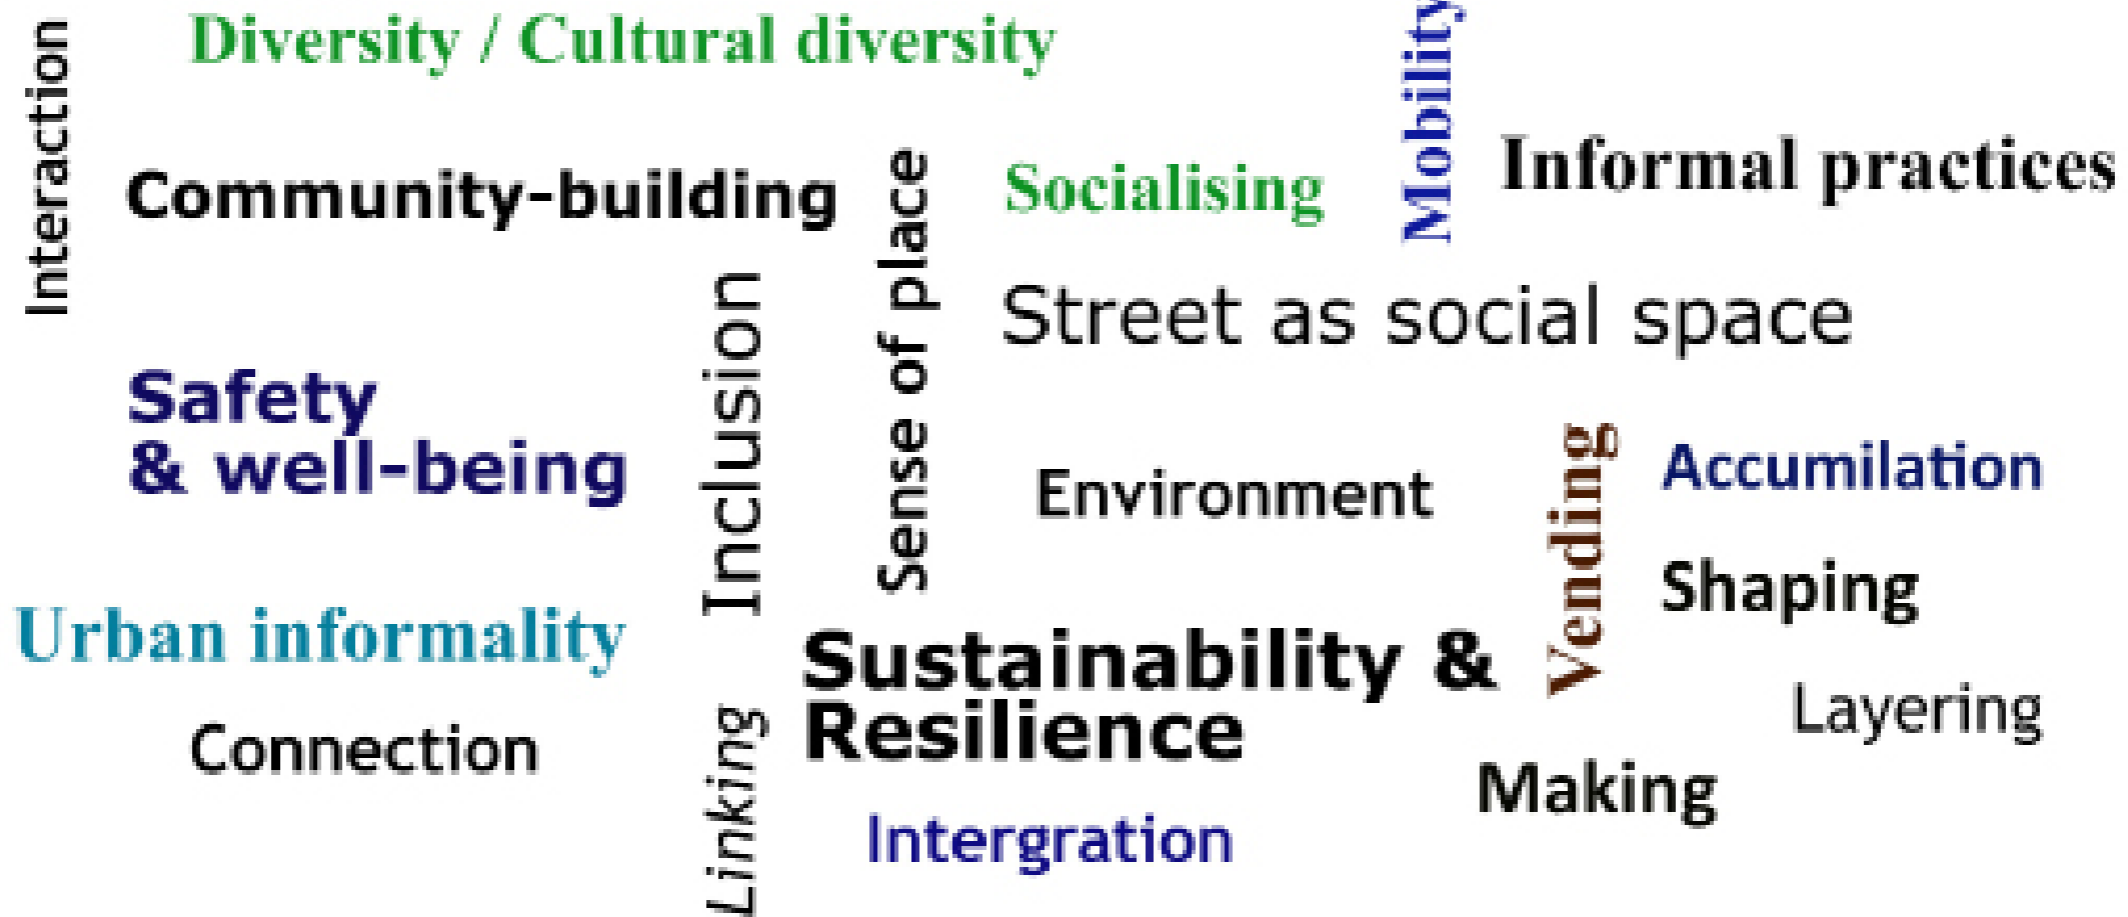 Interaction
Diversity / Cultural diversity
Mobility
Community-building
Sense of place
Socialising
Informal practices
Inclusion
Street as social space
Safety
& well-being
Environment
Vending
Accumilation
Shaping
Urban informality
Sustainability &
Resilience
Layering
Connection
Linking
Making
Intergration